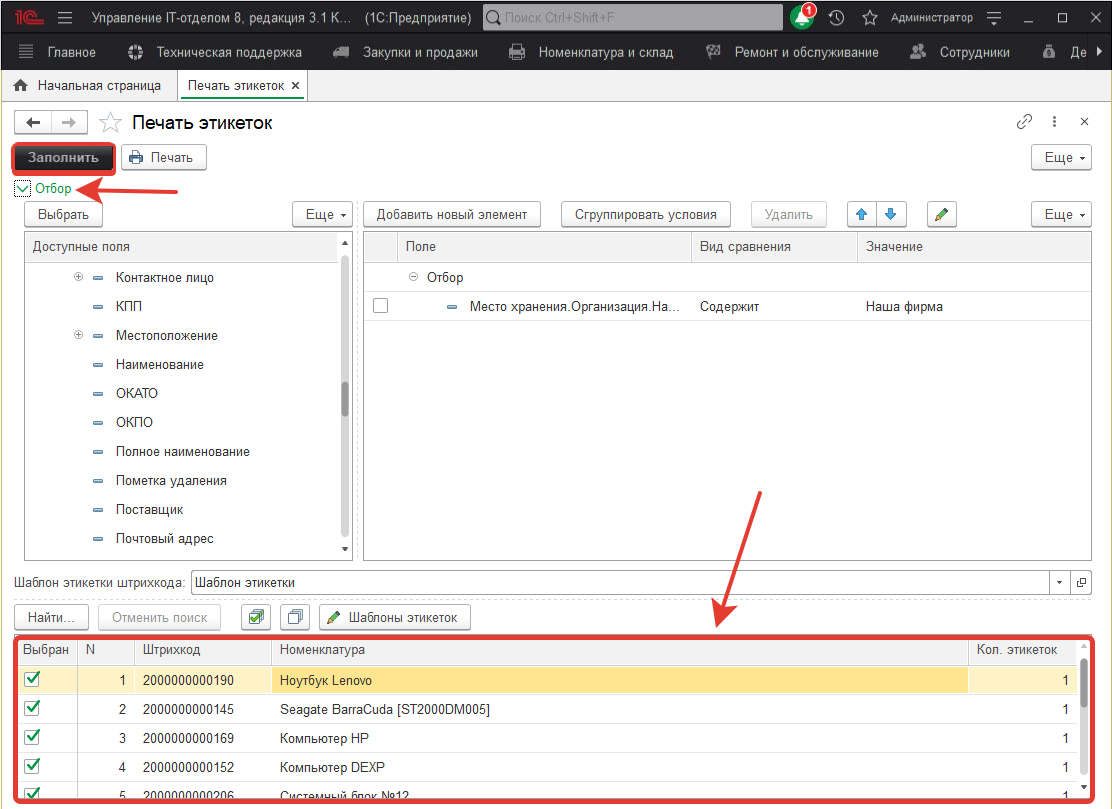 1С Управление IT-отделом 8, редакция 3.1 К... (1С:Предприятие) Поиск Ctrl+Shift+F 1 Администратор
Главное Техническая поддержка Закупки и продажи Номенклатура и склад Ремонт и обслуживание Сотрудники Де
Начальная страница Печать этикеток
Печать этикеток
Заполнить Печать Еще
Отбор
Выбрать Еще Добавить новый элемент Сгруппировать условия Удалить Еще
Доступные поля Поле Вид сравнения Значение
Контактное лицо Отбор
КПП Место хранения.Организация.На... Содержит Наша фирма
Местоположение
Наименование
ОКАТО
ОКПО
Полное наименование
Пометка удаления
Поставщик
Почтовый адрес
Шаблон этикетки штрихкода: Шаблон этикетки
Найти... Отменить поиск Шаблоны этикеток
Выбран N Штрихкод Номенклатура Кол. этикеток
1 2000000000190 Ноутбук Lenovo 1
2 2000000000145 Seagate BarraCuda [ST2000DM005] 1
3 2000000000169 Компьютер HP 1
4 2000000000152 Компьютер DEXP 1
5 2000000000206 Системный блок №12 1